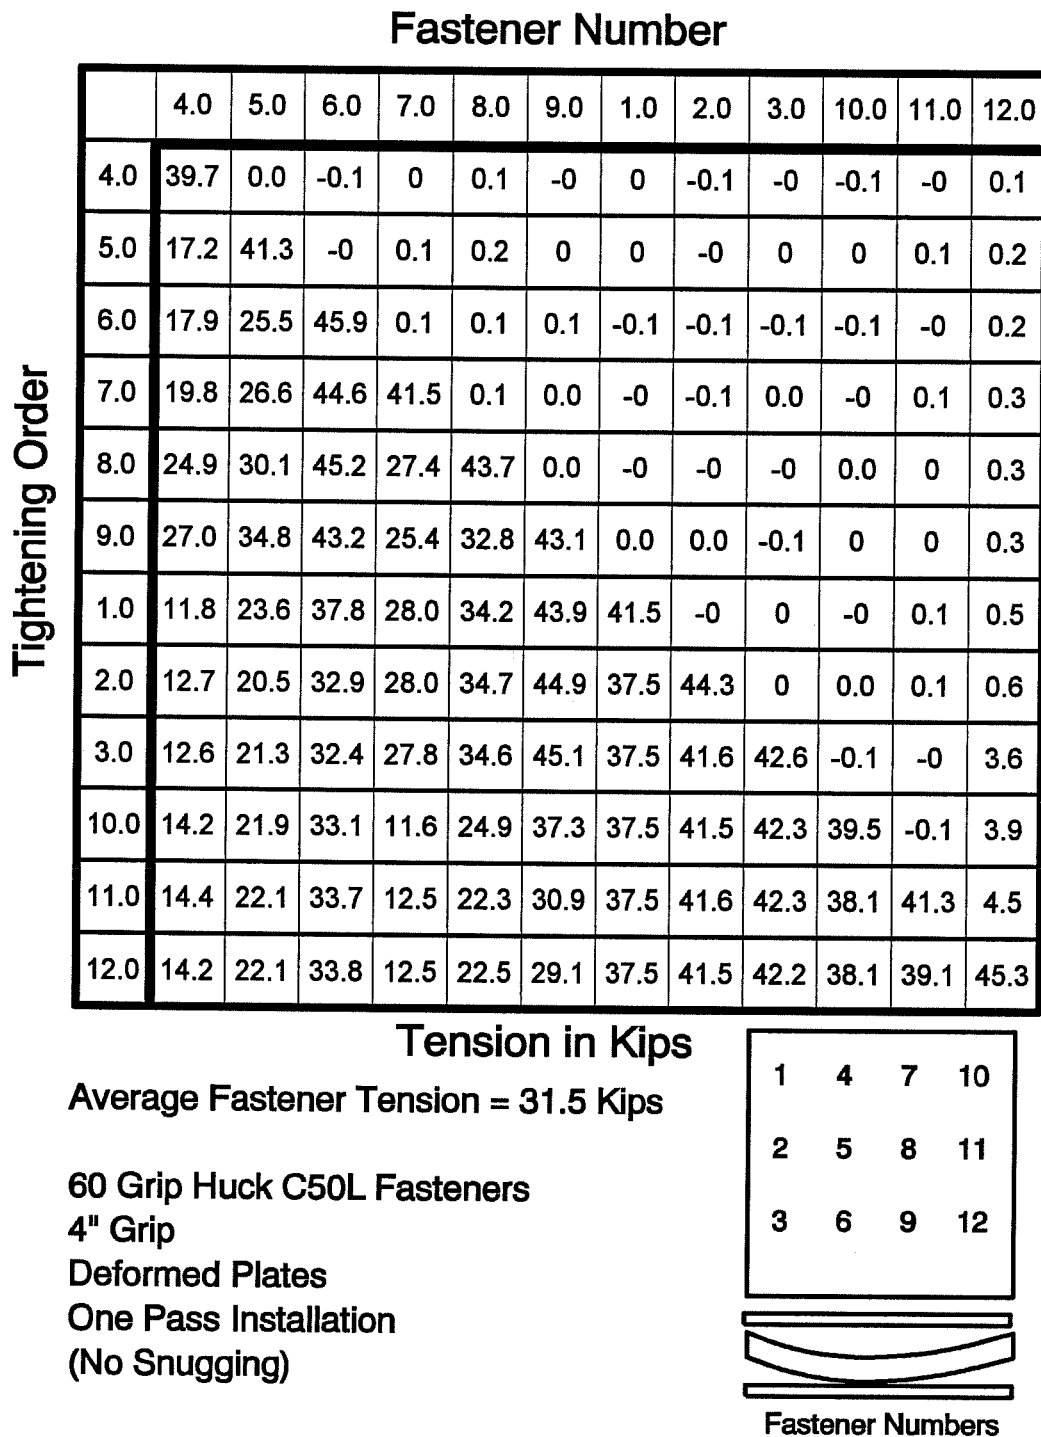 Fastener Number
4.0 5.0 6.0 7.0 8.0 9.0 1.0 2.0 3.0 10.0 11.0 12.0
4.0 39.7 0.0 -0.1 0 0.1 -0 0 -0.1 -0 -0.1 -0 0.1
5.0 17.2 41.3 -0 0.1 0.2 0 0 -0 0 0 0.1 0.2
6.0 17.9 25.5 45.9 0.1 0.1 0.1 -0.1 -0.1 -0.1 -0.1 -0 0.2
7.0 19.8 26.6 44.6 41.5 0.1 0.0 -0 -0.1 0.0 -0 0.1 0.3
8.0 24.9 30.1 45.2 27.4 43.7 0.0 -0 -0 -0 0.0 0 0.3
9.0 27.0 34.8 43.2 25.4 32.8 43.1 0.0 0.0 -0.1 0 0 0.3
1.0 11.8 23.6 37.8 28.0 34.2 43.9 41.5 -0 0 -0 0.1 0.5
2.0 12.7 20.5 32.9 28.0 34.7 44.9 37.5 44.3 0 0.0 0.1 0.6
3.0 12.6 21.3 32.4 27.8 34.6 45.1 37.5 41.6 42.6 -0.1 -0 3.6
10.0 14.2 21.9 33.1 11.6 24.9 37.3 37.5 41.5 42.3 39.5 -0.1 3.9
11.0 14.4 22.1 33.7 12.5 22.3 30.9 37.5 41.6 42.3 38.1 41.3 4.5
12.0 14.2 22.1 33.8 12.5 22.5 29.1 37.5 41.5 42.2 38.1 39.1 45.3
Tightening Order
Tension in Kips
Average Fastener Tension = 31.5 Kips
60 Grip Huck C50L Fasteners
4" Grip
Deformed Plates
One Pass Installation
(No Snugging)
1 4 7 10
2 5 8 11
3 6 9 12
Fastener Numbers